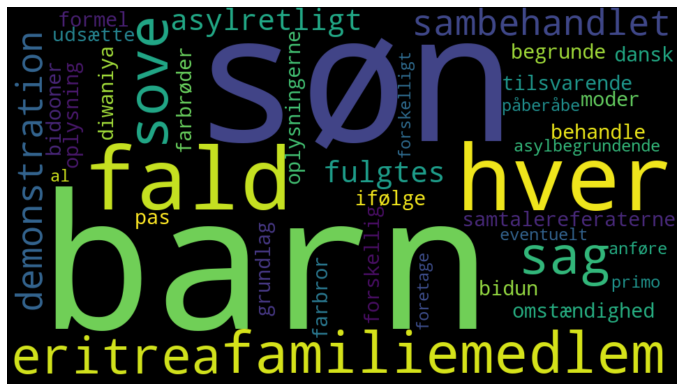 formel
asylretligt
sambehandlet
udsætte
søn
sove
begrunde
dansk
demonstration
bidooner
oplysning
diwaniya
farbrøder
oplysningerne
forskelligt
tilsvarende
påberåbe
moder
behandle
asylbegrundende
fald
hver
fulgtes
al
ifølge
pas
barn
samtalereferaterne
eventuelt
grundlag
farbror
forskellig
foretage
sag
anføre
bidun
primo
omstændighed
eritrea
familiemedlem